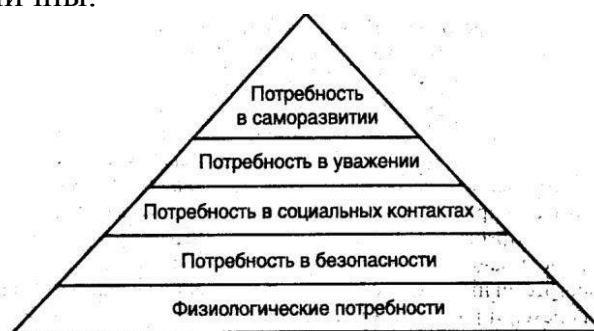 Потребность
в саморазвитии
Потребность в уважении
Потребность в социальных контактах
Потребность в безопасности
Физиологические потребности